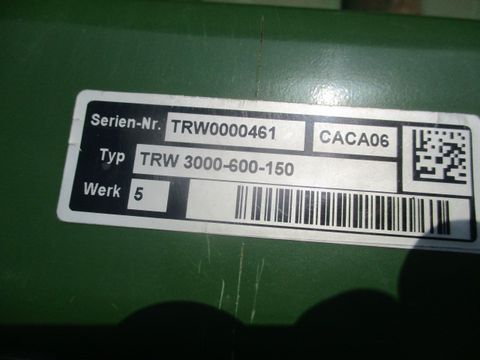 Serien-Nr. TRW0000461 CACA06
Typ TRW 3000-600-150
Werk 5